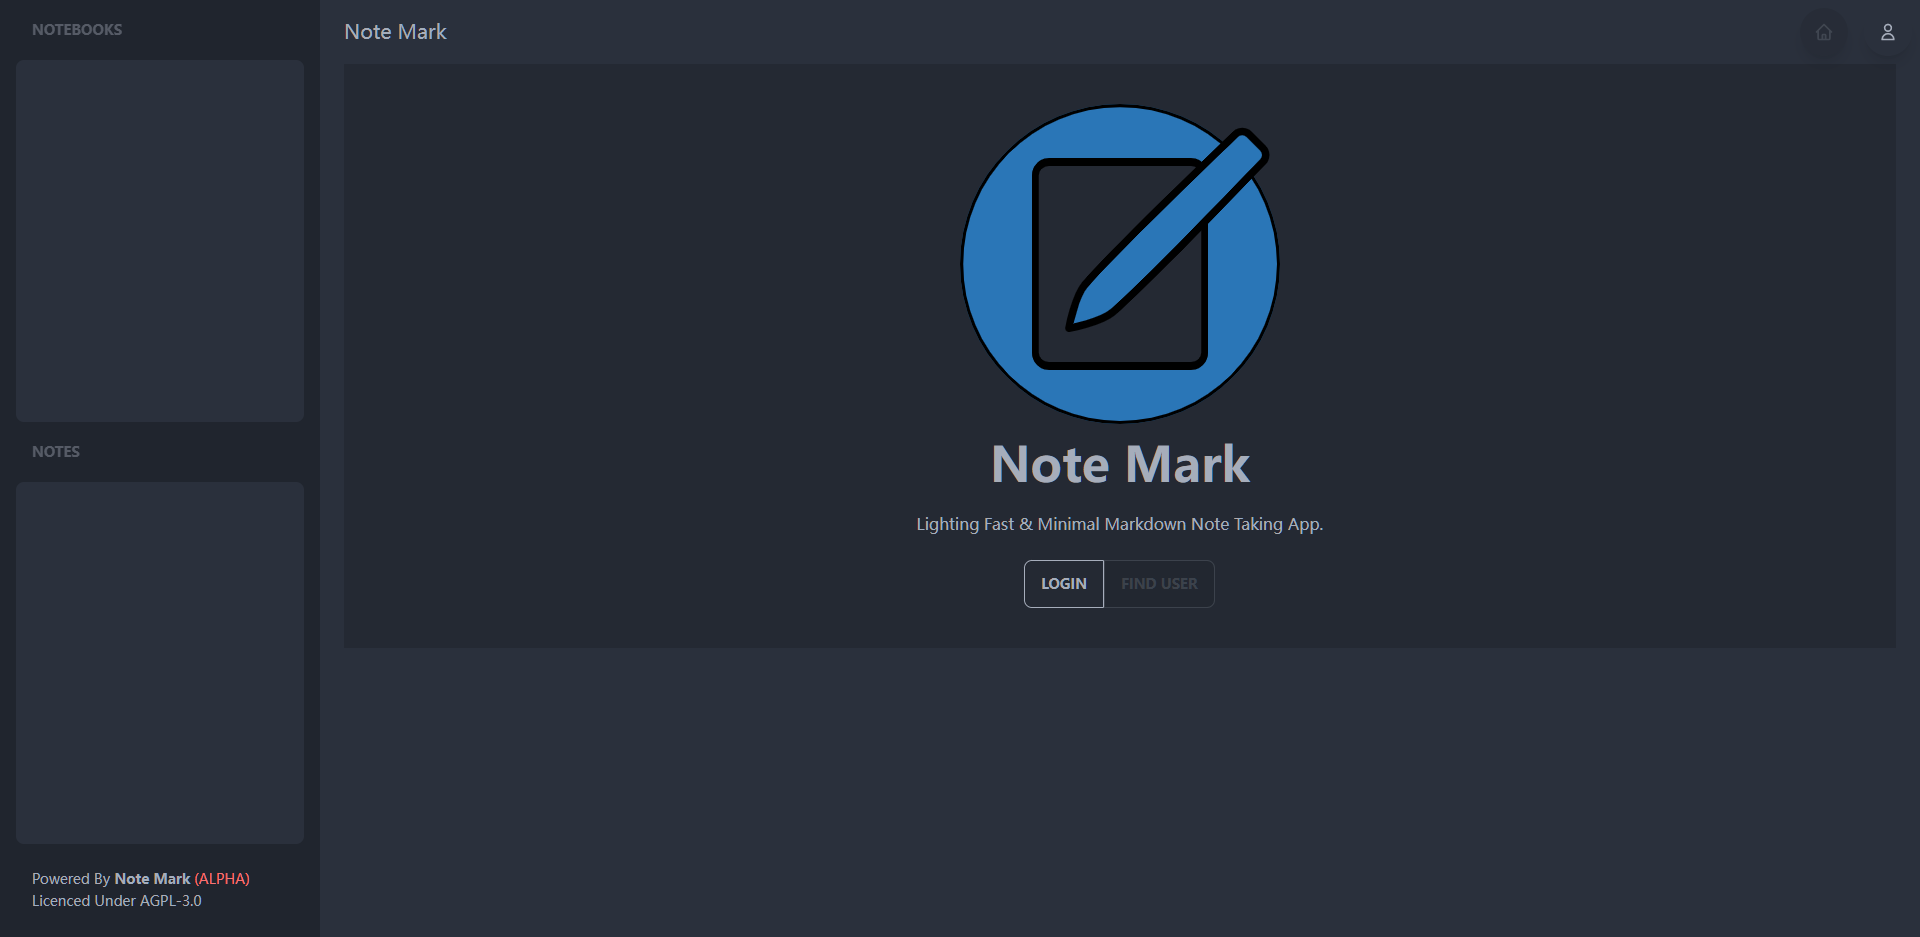 NOTEBOOKS
NOTES
Powered By Note Mark (ALPHA)
Licenced Under AGPL-3.0
Note Mark
Note Mark
Lighting Fast & Minimal Markdown Note Taking App.
LOGIN
FIND USER